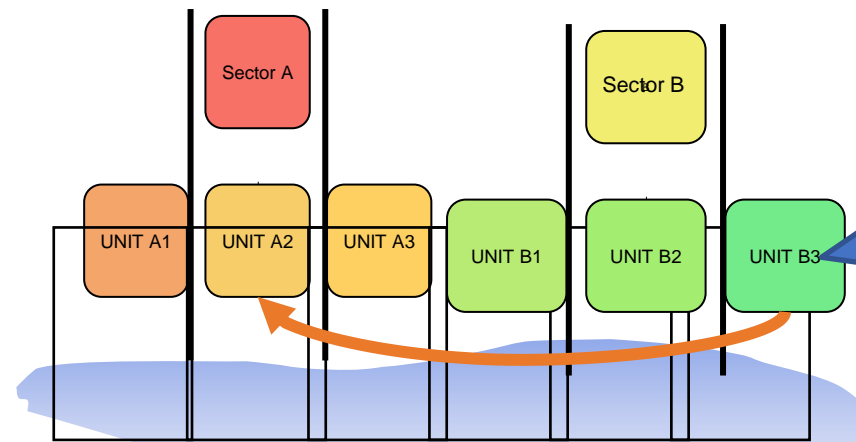 Sector A
Sector B
UNIT A1
UNIT A2
UNIT A3
UNIT B1
UNIT B2
UNIT B3